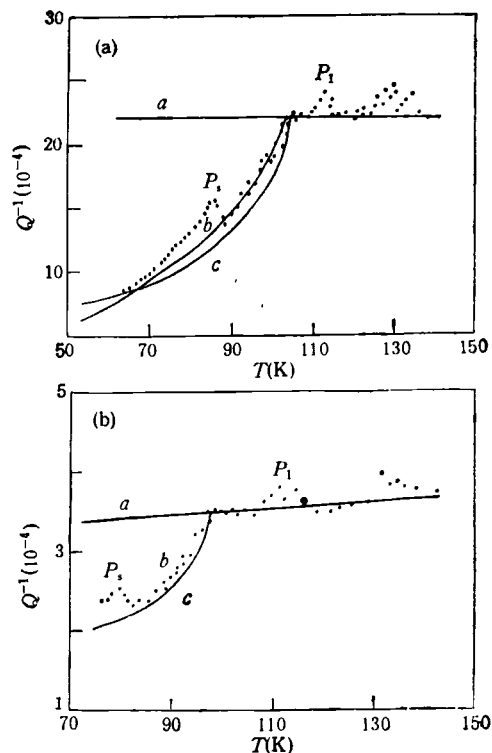 (a)
30
20
10
Q⁻¹(10⁻⁴)
a
P₁
Pₛ
b
c
50 70 90 110 130 150
T(K)
(b)
5
3
1
Q⁻¹(10⁻⁴)
a
P₁
Pₛ
b
c
70 90 110 130 150
T(K)